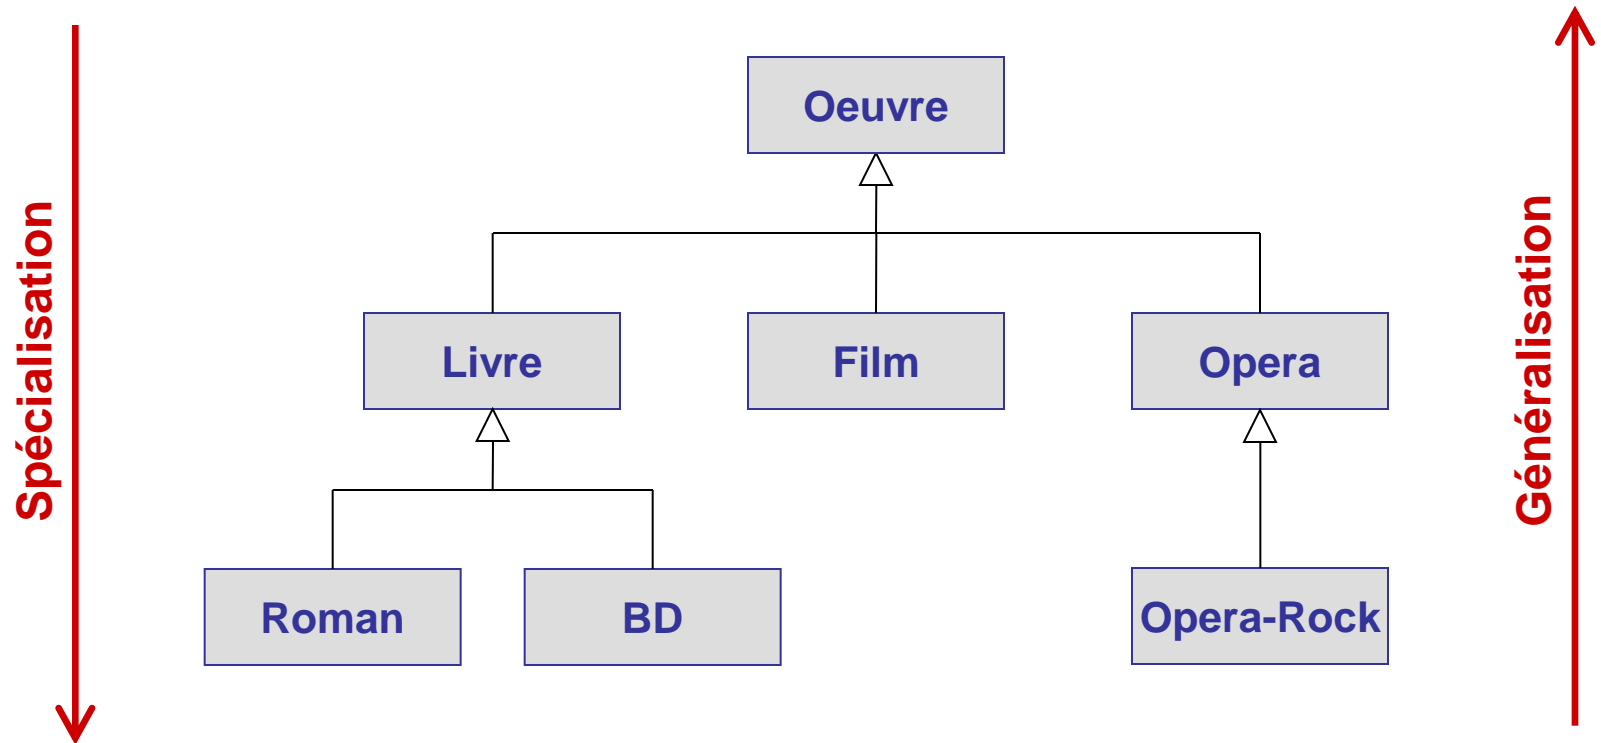 Oeuvre
Spécialisation
Généralisation
Livre
Film
Opera
Roman
BD
Opera-Rock